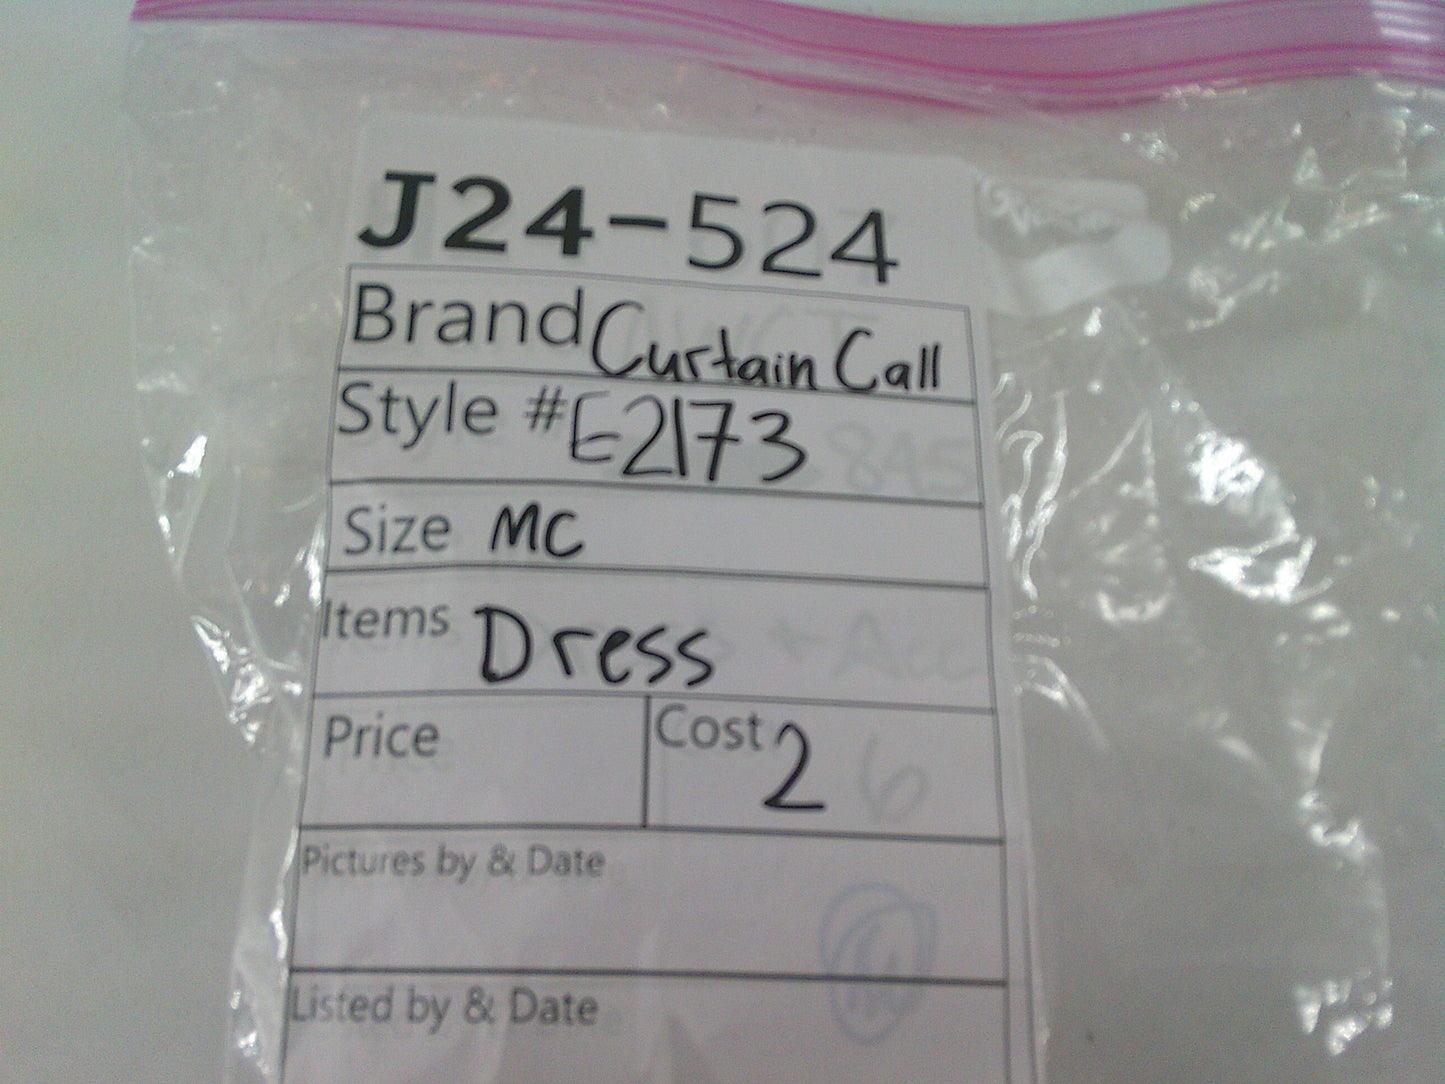 J24-524
Brand Curtain Call
Style # E2173
Size MC
Items Dress
Price
Cost 2
Pictures by & Date
Listed by & Date